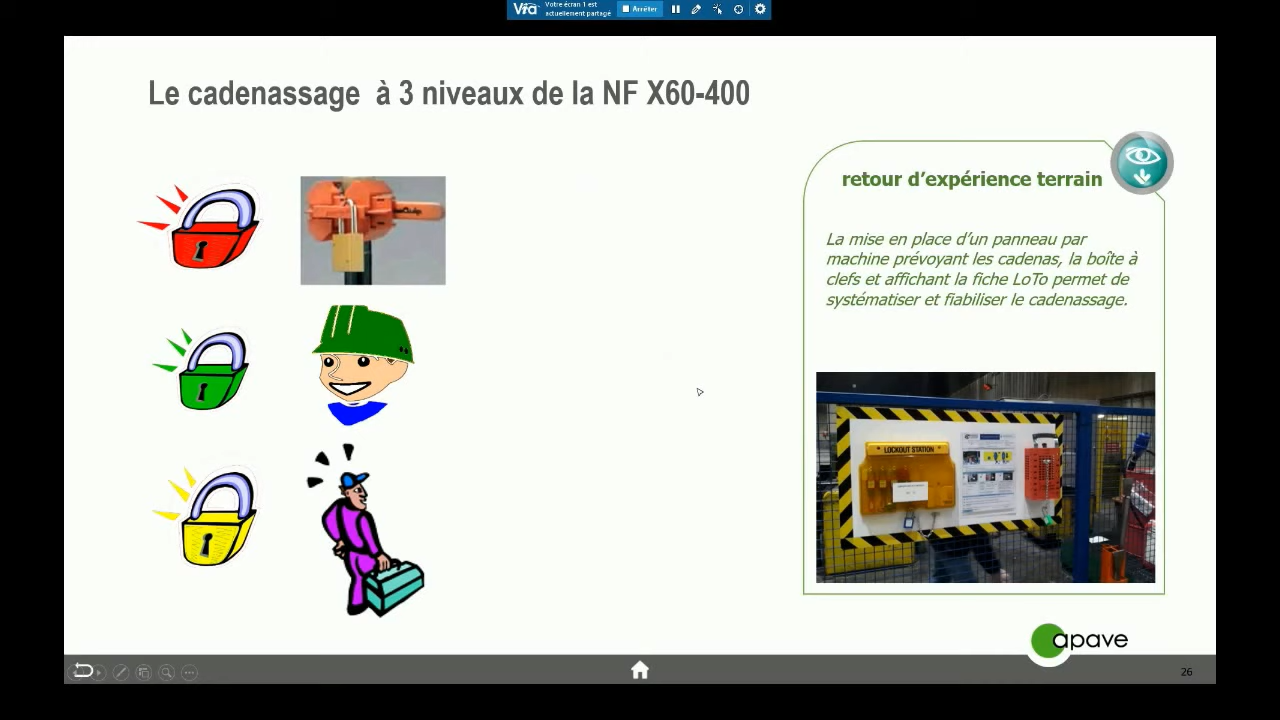 Via
Votre écran 1 est
actuellement partagé
Arrêter
Le cadenassage à 3 niveaux de la NF X60-400
retour d’expérience terrain
La mise en place d’un panneau par
machine prévoyant les cadenas, la boîte à
clefs et affichant la fiche LoTo permet de
systématiser et fiabiliser le cadenassage.
LOCKOUT STATION
apave
26